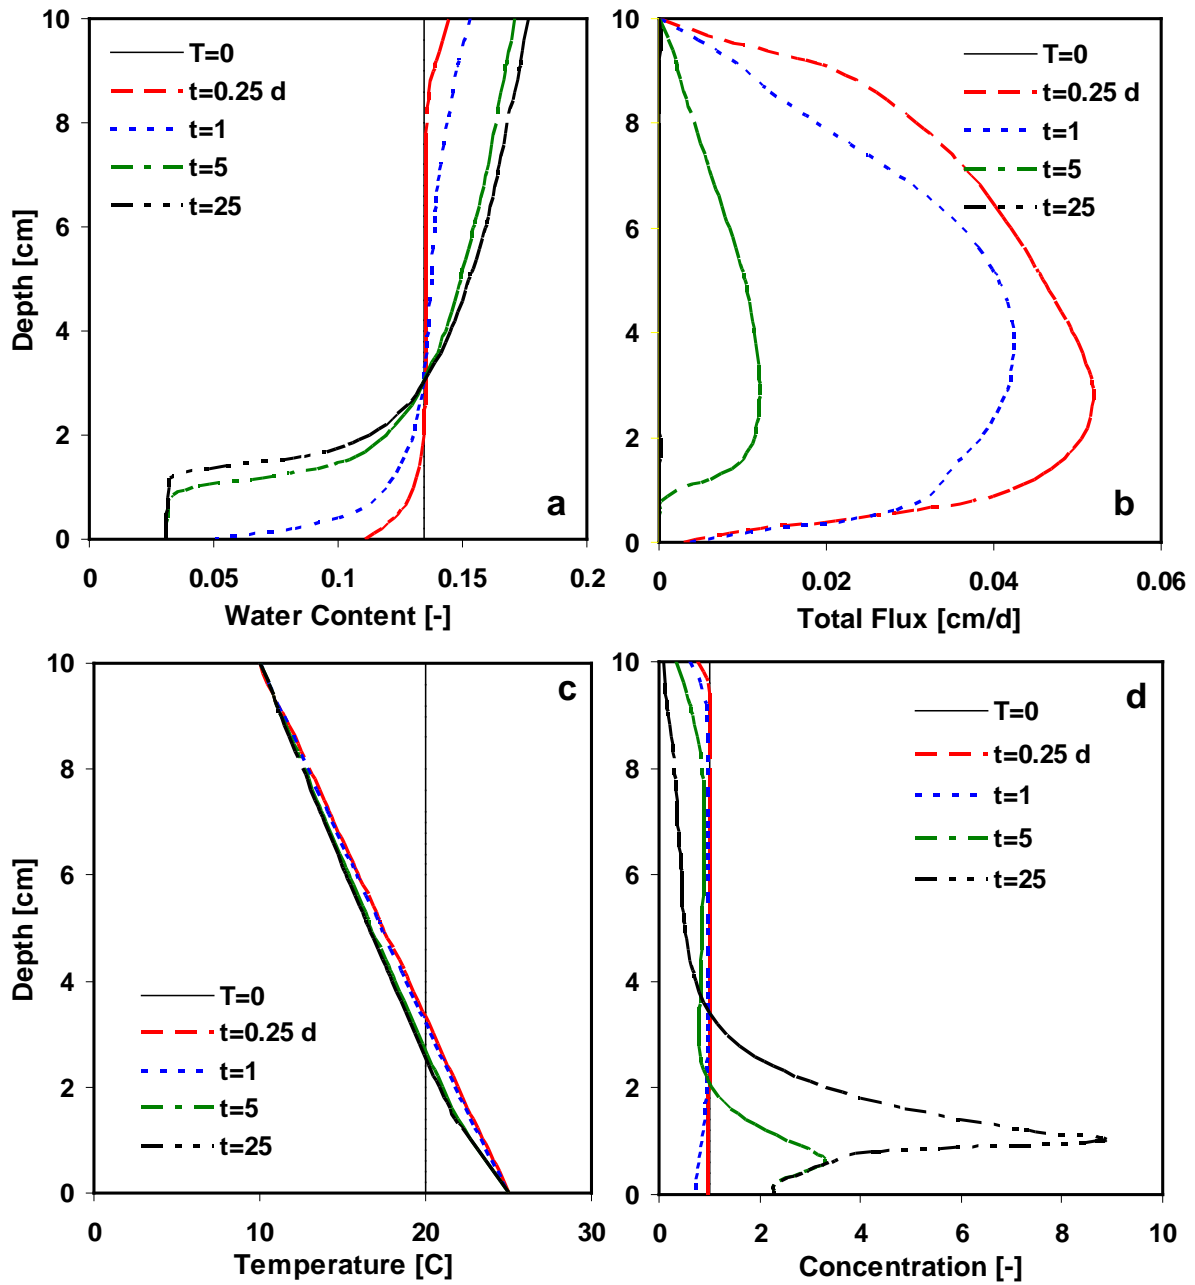 10
8
6
4
2
0
Depth [cm]
T=0
t=0.25 d
t=1
t=5
t=25
a
0 0.05 0.1 0.15 0.2
Water Content [-]
10
8
6
4
2
0
T=0
t=0.25 d
t=1
t=5
t=25
b
0 0.02 0.04 0.06
Total Flux [cm/d]
10
8
6
4
2
0
Depth [cm]
c
T=0
t=0.25 d
t=1
t=5
t=25
0 10 20 30
Temperature [C]
10
8
6
4
2
0
d
T=0
t=0.25 d
t=1
t=5
t=25
0 2 4 6 8 10
Concentration [-]